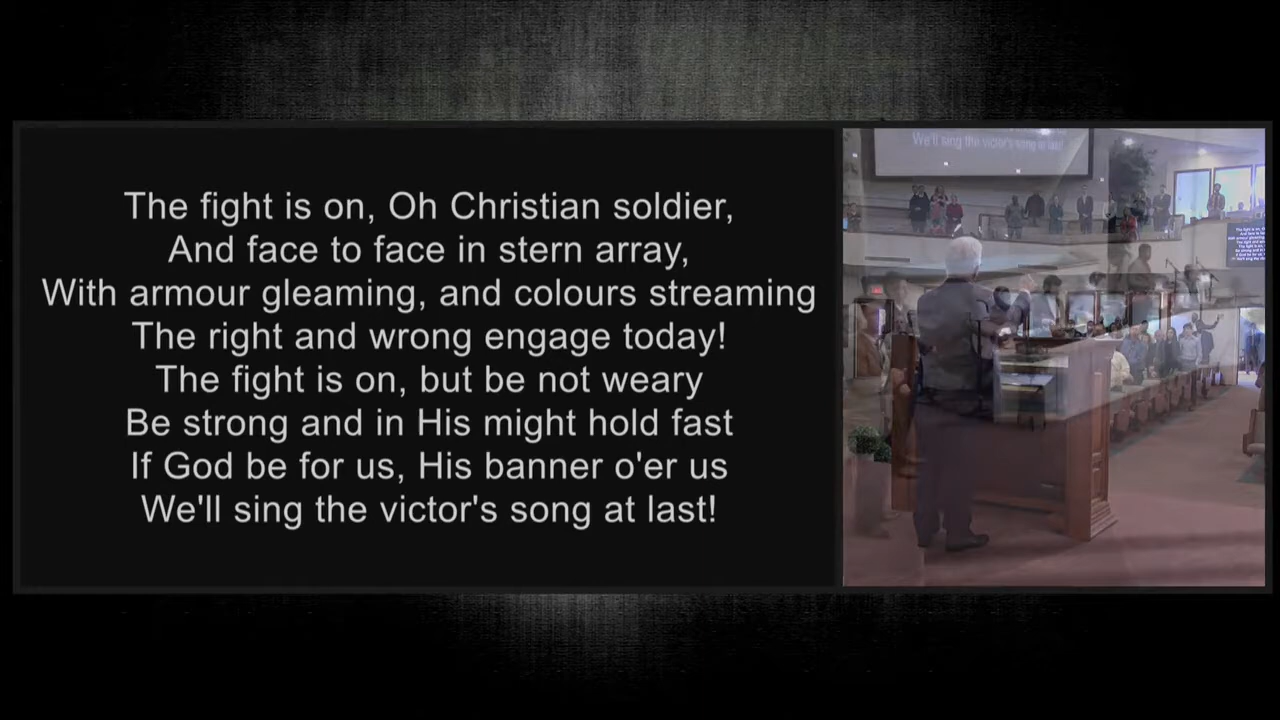 The fight is on, Oh Christian soldier,
And face to face in stern array,
With armour gleaming, and colours streaming
The right and wrong engage today!
The fight is on, but be not weary
Be strong and in His might hold fast
If God be for us, His banner o'er us
We'll sing the victor's song at last!
We'll sing the victor's song at last!